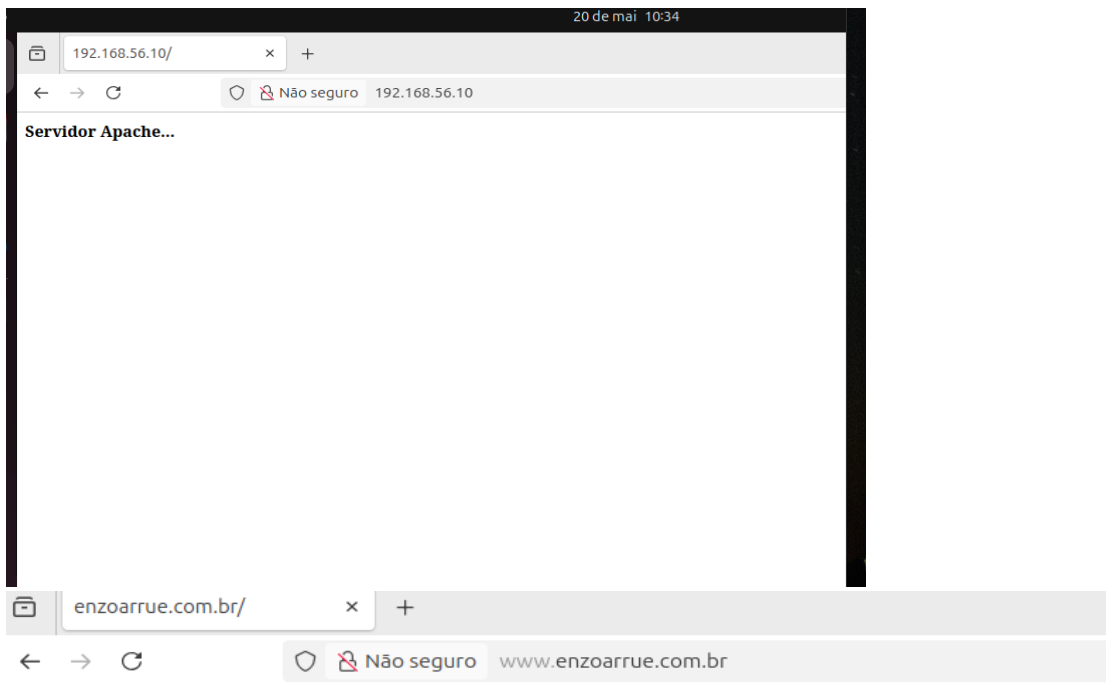 20 de mai 10:34
192.168.56.10/
Não seguro 192.168.56.10
Servidor Apache...
enzoarrue.com.br/
Não seguro www.enzoarrue.com.br